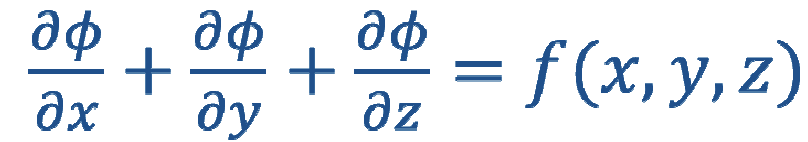 ∂ϕ/∂x + ∂ϕ/∂y + ∂ϕ/∂z = f(x, y, z)